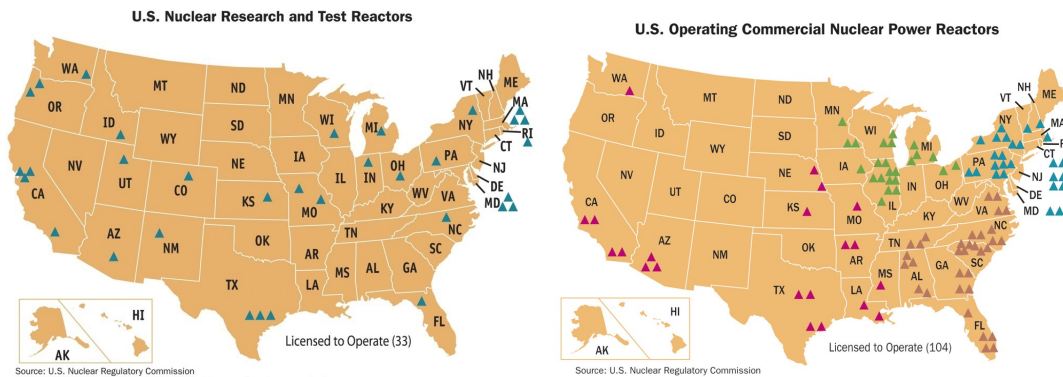 U.S. Nuclear Research and Test Reactors
WA
MT
ND
MN
VT
NH
ME
OR
ID
WY
SD
WI
MI
NY
MA
RI
CT
NV
UT
CO
NE
IA
IL
IN
OH
PA
NJ
DE
MD
CA
KS
MO
KY
WV
VA
AZ
NM
OK
AR
TN
NC
SC
TX
LA
MS
AL
GA
FL
HI
AK
Licensed to Operate (33)
Source: U.S. Nuclear Regulatory Commission
U.S. Operating Commercial Nuclear Power Reactors
WA
MT
ND
MN
VT
NH
ME
OR
ID
WY
SD
WI
MI
NY
MA
CT
NV
UT
CO
NE
IA
IL
IN
OH
PA
NJ
DE
MD
CA
KS
MO
KY
WV
VA
AZ
NM
OK
AR
TN
NC
SC
TX
LA
MS
AL
GA
FL
HI
AK
Licensed to Operate (104)
Source: U.S. Nuclear Regulatory Commission